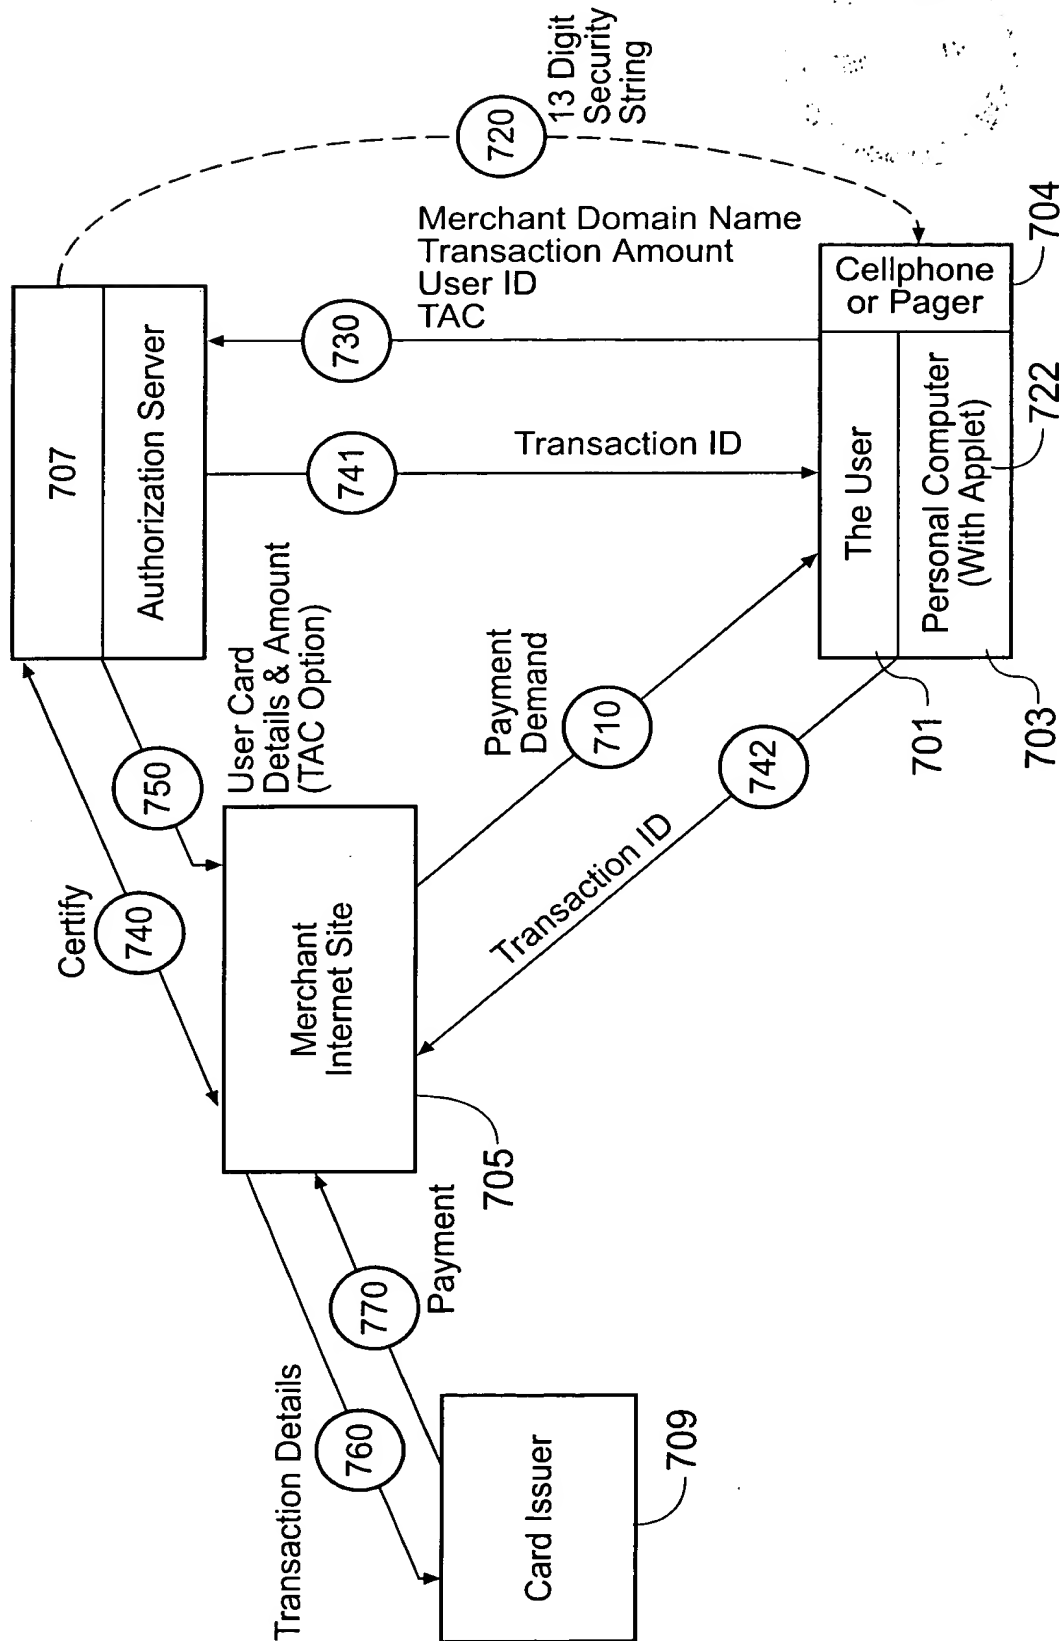 Transaction Details
760
770
Payment
Card Issuer
709
Certify
740
750
User Card
Details & Amount
(TAC Option)
Merchant
Internet Site
705
707
Authorization Server
741
Transaction ID
730
Merchant Domain Name
Transaction Amount
User ID
TAC
720
13 Digit
Security
String
Payment
Demand
710
Transaction ID
742
The User
Personal Computer
(With Applet)
Cellphone
or Pager
701
703
722
704